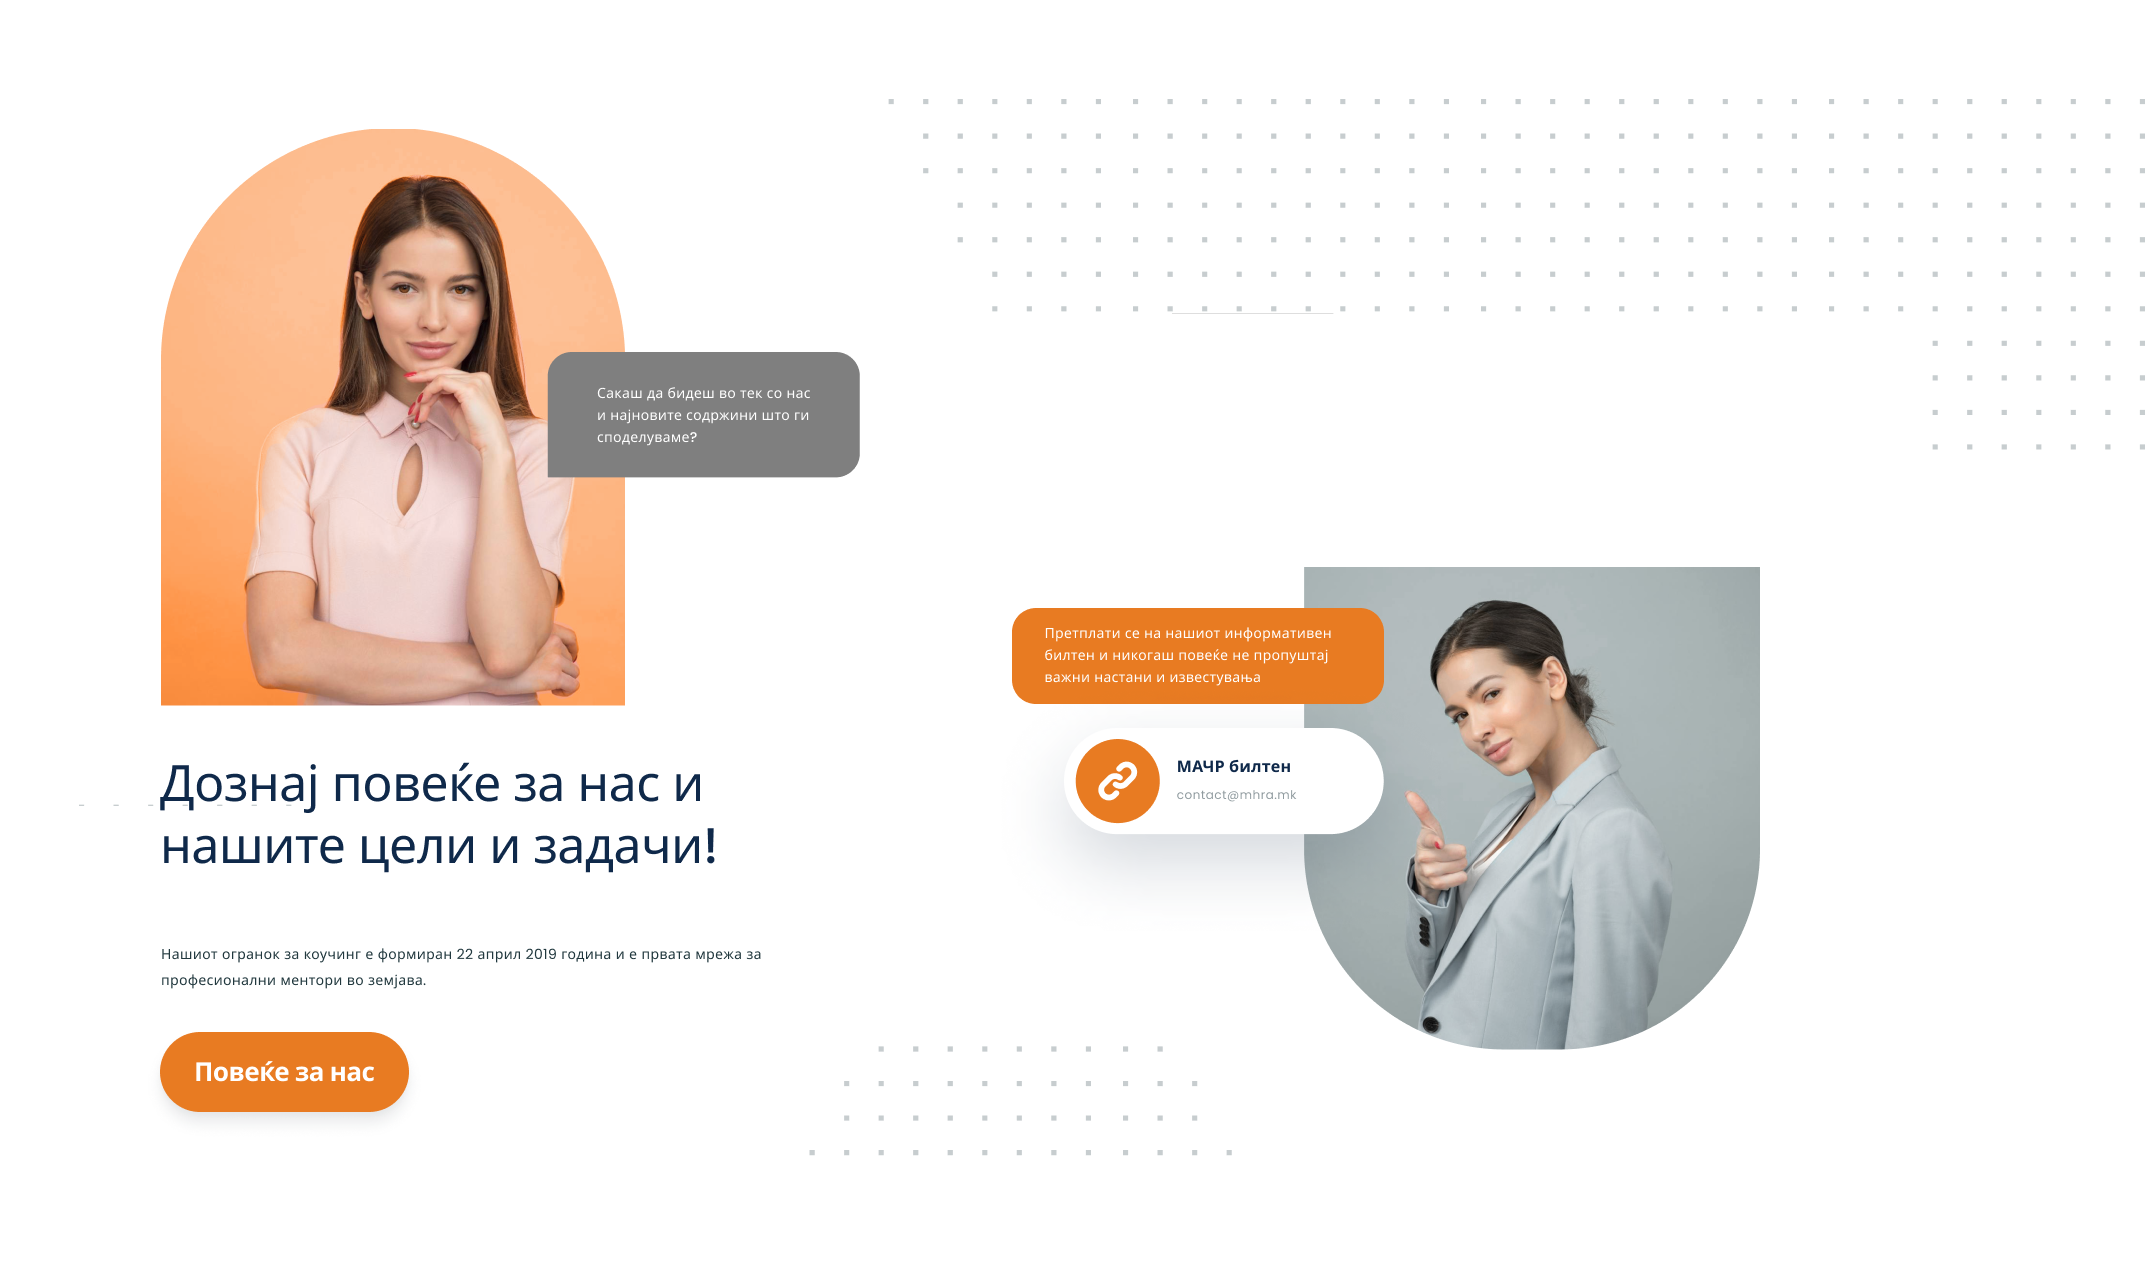 Сакаш да бидеш во тек со нас
и најновите содржини што ги
споделуваме?
Претплати се на нашиот информативен
билтен и никогаш повеќе не пропуштај
важни настани и известувања
МАЧР билтен
contact@mhra.mk
Дознај повеќе за нас и
нашите цели и задачи!
Нашиот огранок за коучинг е формиран 22 април 2019 година и е првата мрежа за
професионални ментори во земјава.
Повеќе за нас